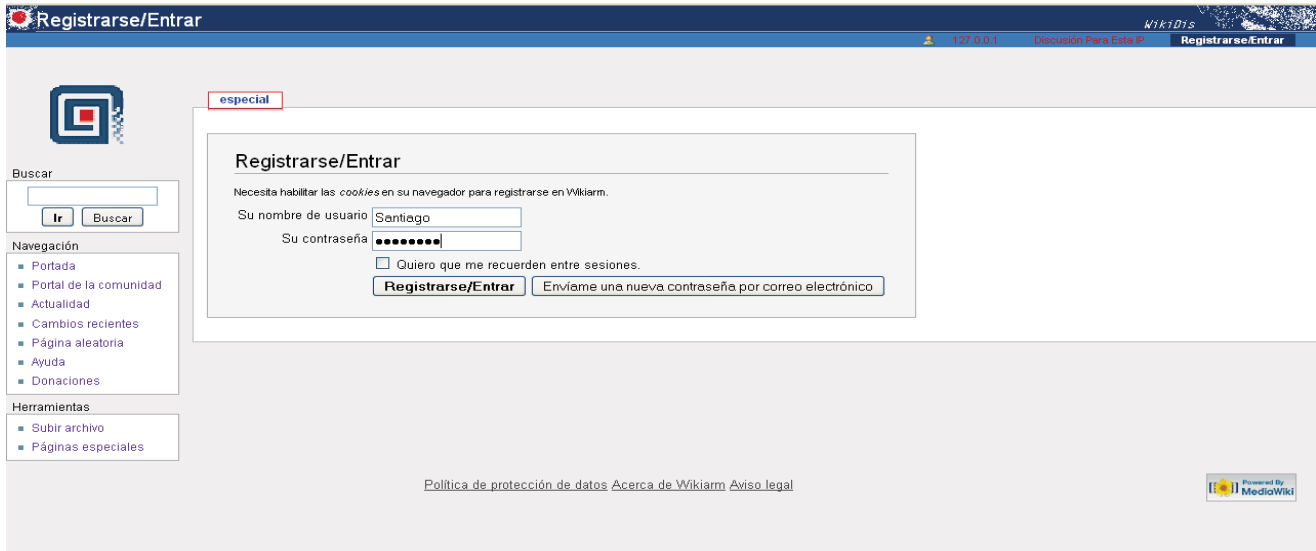 Registrarse/Entrar
WikiDis
127.0.0.1 Discusión Para Esta IP Registrarse/Entrar
especial
Registrarse/Entrar
Necesita habilitar las cookies en su navegador para registrarse en Wikiarm.
Su nombre de usuario Santiago
Su contraseña ••••••••
Quiero que me recuerden entre sesiones.
Registrarse/Entrar Envíame una nueva contraseña por correo electrónico
Buscar
Ir Buscar
Navegación
Portada
Portal de la comunidad
Actualidad
Cambios recientes
Página aleatoria
Ayuda
Donaciones
Herramientas
Subir archivo
Páginas especiales
Política de protección de datos Acerca de Wikiarm Aviso legal
Powered By
MediaWiki